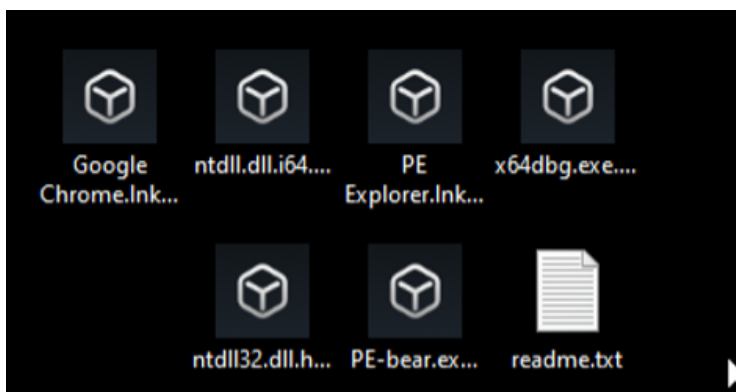 Google
Chrome.lnk...
ntdll.dll.i64....
PE
Explorer.lnk...
x64dbg.exe....
ntdll32.dll.h...
PE-bear.ex...
readme.txt